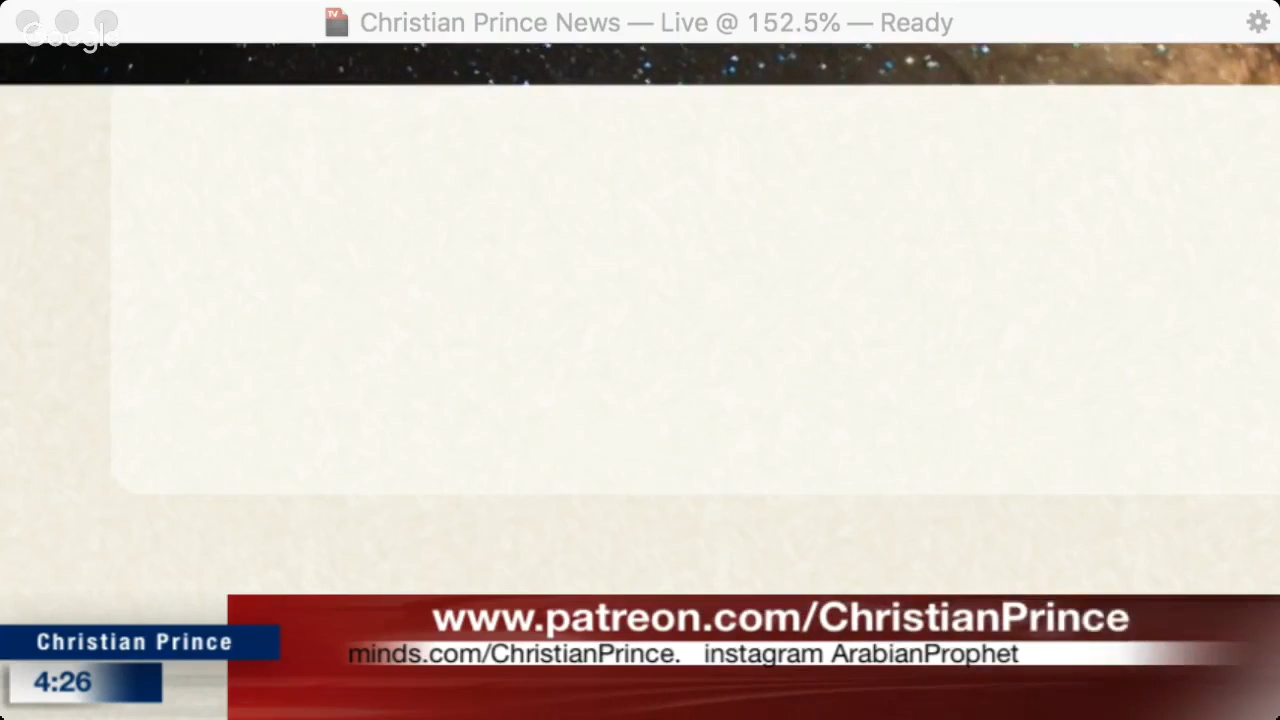 Christian Prince News — Live @ 152.5% — Ready
Google
TV
www.patreon.com/ChristianPrince
minds.com/ChristianPrince. instagram ArabianProphet
Christian Prince
4:26